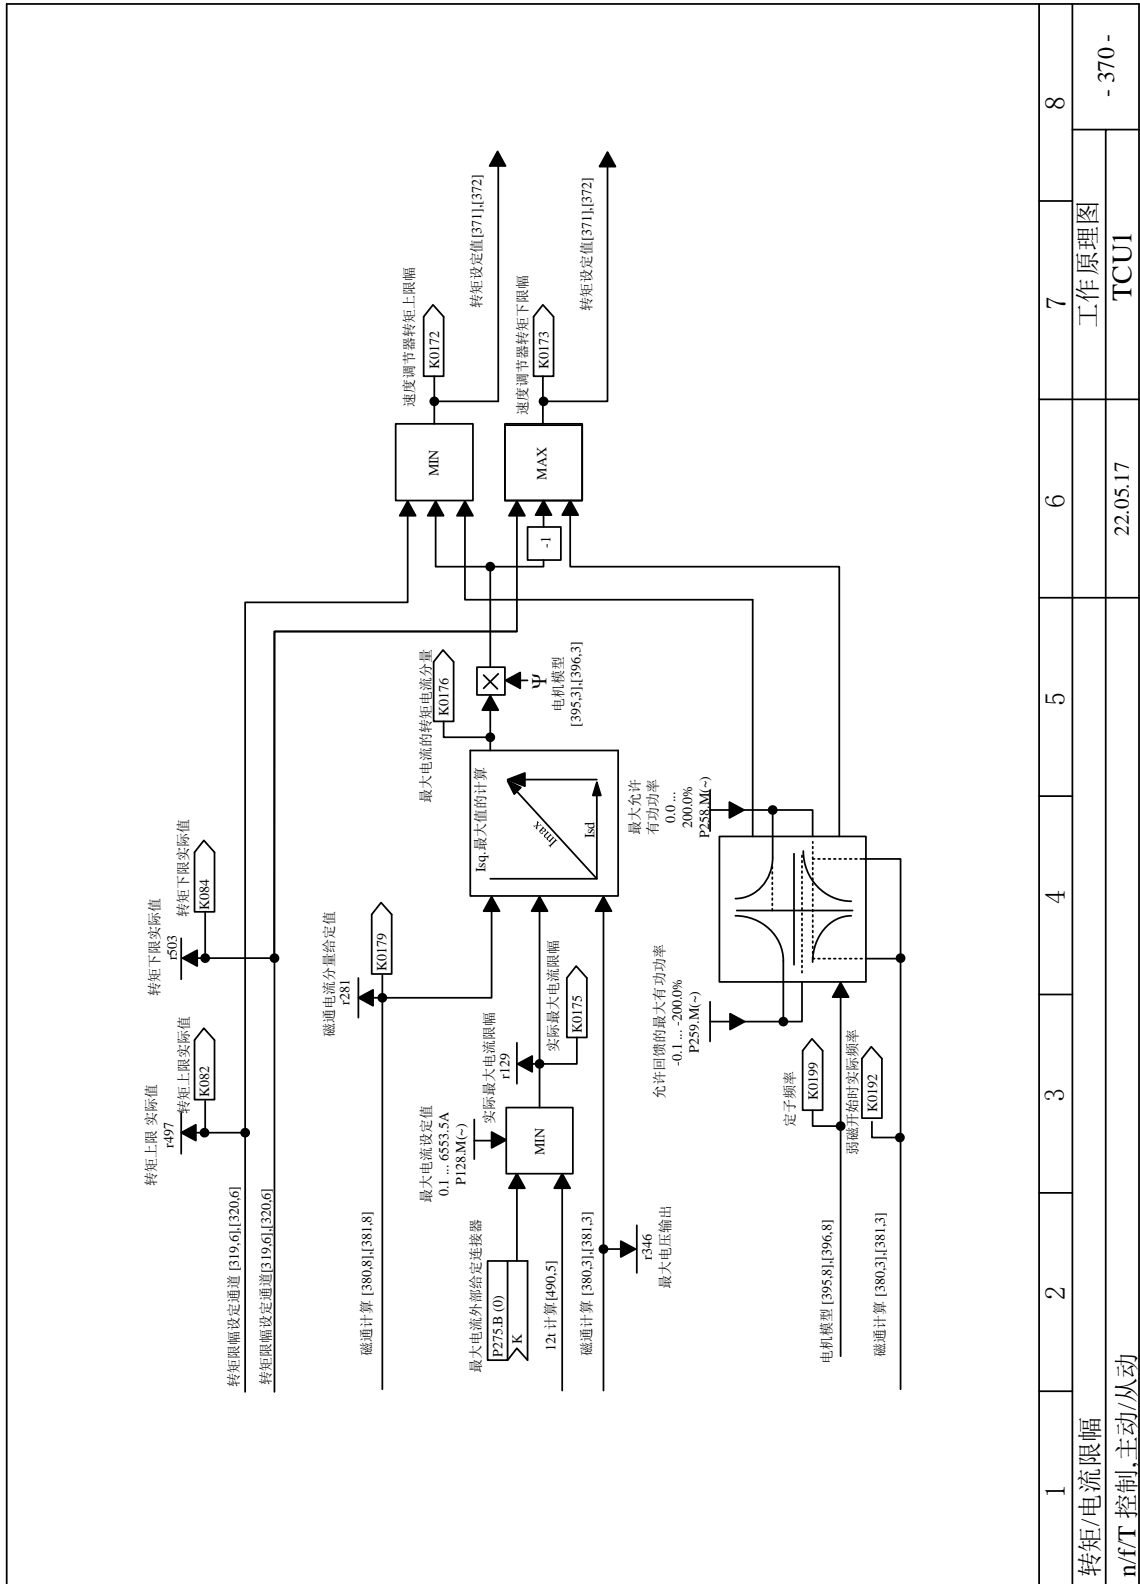 转矩上限 实际值
r497
转矩上限实际值
K082
转矩下限实际值
r503
转矩下限实际值
K084
转矩限幅设定通道 [319,6],[320,6]
转矩限幅设定通道[319,6],[320,6]
磁通电流分量给定值
r281
K0179
磁通计算 [380,8],[381,8]
最大电流设定值
0.1 ... 6553.5A
P128.M(~)
实际最大电流限幅
r129
实际最大电流限幅
K0175
最大电流外部给定连接器
P275.B (0)
K
MIN
12t 计算[490,5]
磁通计算 [380,3],[381,3]
r346
最大电压输出
Isq.最大值的计算
Imax
Isd
最大电流的转矩电流分量
K0176
Ψ
电机模型
[395,3],[396,3]
速度调节器转矩上限幅
K0172
MIN
转矩设定值[371],[372]
速度调节器转矩下限幅
K0173
MAX
-1
转矩设定值[371],[372]
最大允许
有功功率
0.0 ...
200.0%
P258.M(~)
允许回馈的最大有功功率
-0.1 ... -200.0%
P259.M(~)
定子频率
K0199
弱磁开始时实际频率
K0192
电机模型 [395,8],[396,8]
磁通计算 [380,3],[381,3]
1 2 3 4 5 6 7 8
转矩/电流限幅
工作原理图
- 370 -
n/f/T 控制,主动/从动
22.05.17
TCU1